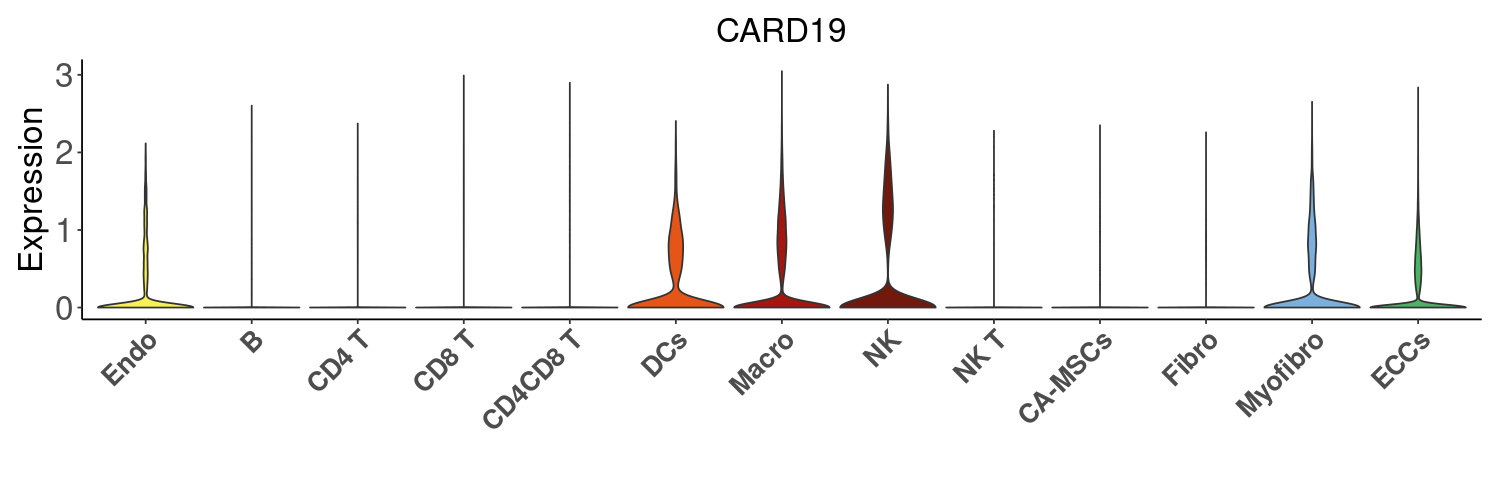 CARD19
Expression
3
2
1
0
Endo
B
CD4 T
CD8 T
CD4CD8 T
DCs
Macro
NK
NK T
CA-MSCs
Fibro
Myofibro
ECCs